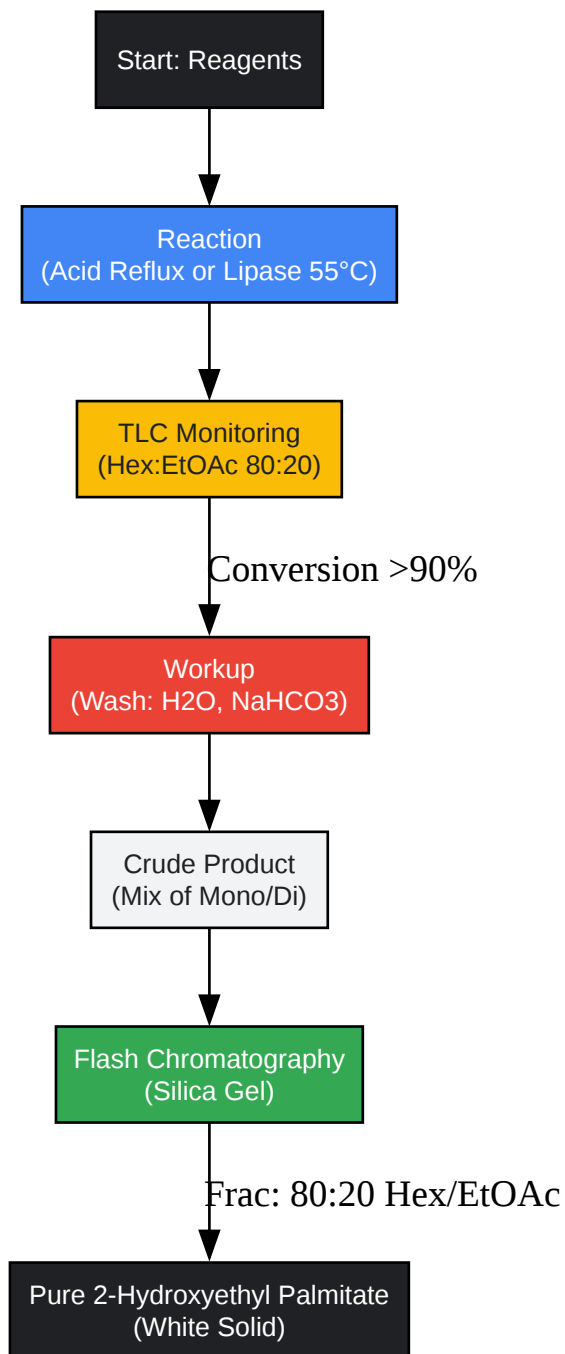 Start: Reagents
Reaction
(Acid Reflux or Lipase 55°C)
TLC Monitoring
(Hex:EtOAc 80:20)
Conversion >90%
Workup
(Wash: H2O, NaHCO3)
Crude Product
(Mix of Mono/Di)
Flash Chromatography
(Silica Gel)
Frac: 80:20 Hex/EtOAc
Pure 2-Hydroxyethyl Palmitate
(White Solid)